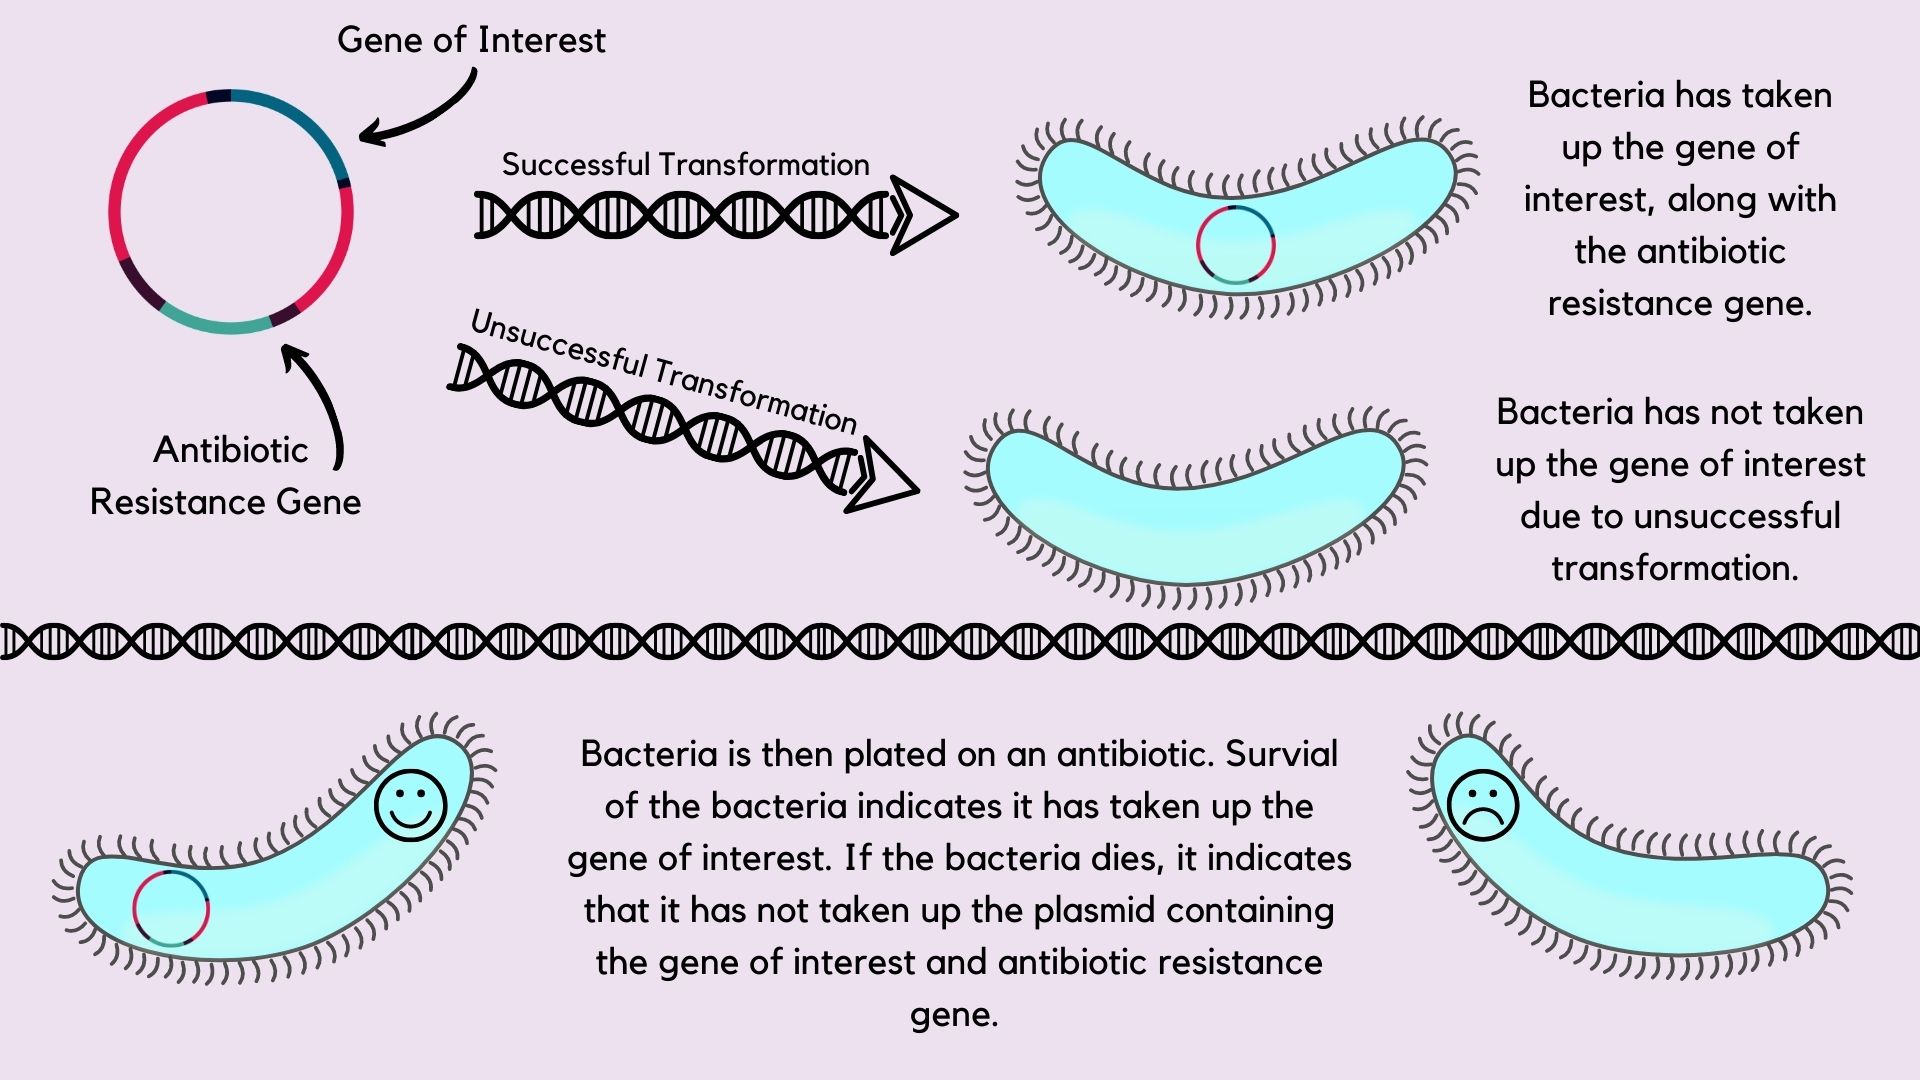 Gene of Interest
Successful Transformation
Unsuccessful Transformation
Antibiotic
Resistance Gene
Bacteria has taken
up the gene of
interest, along with
the antibiotic
resistance gene.
Bacteria has not taken
up the gene of interest
due to unsuccessful
transformation.
Bacteria is then plated on an antibiotic. Survial
of the bacteria indicates it has taken up the
gene of interest. If the bacteria dies, it indicates
that it has not taken up the plasmid containing
the gene of interest and antibiotic resistance
gene.